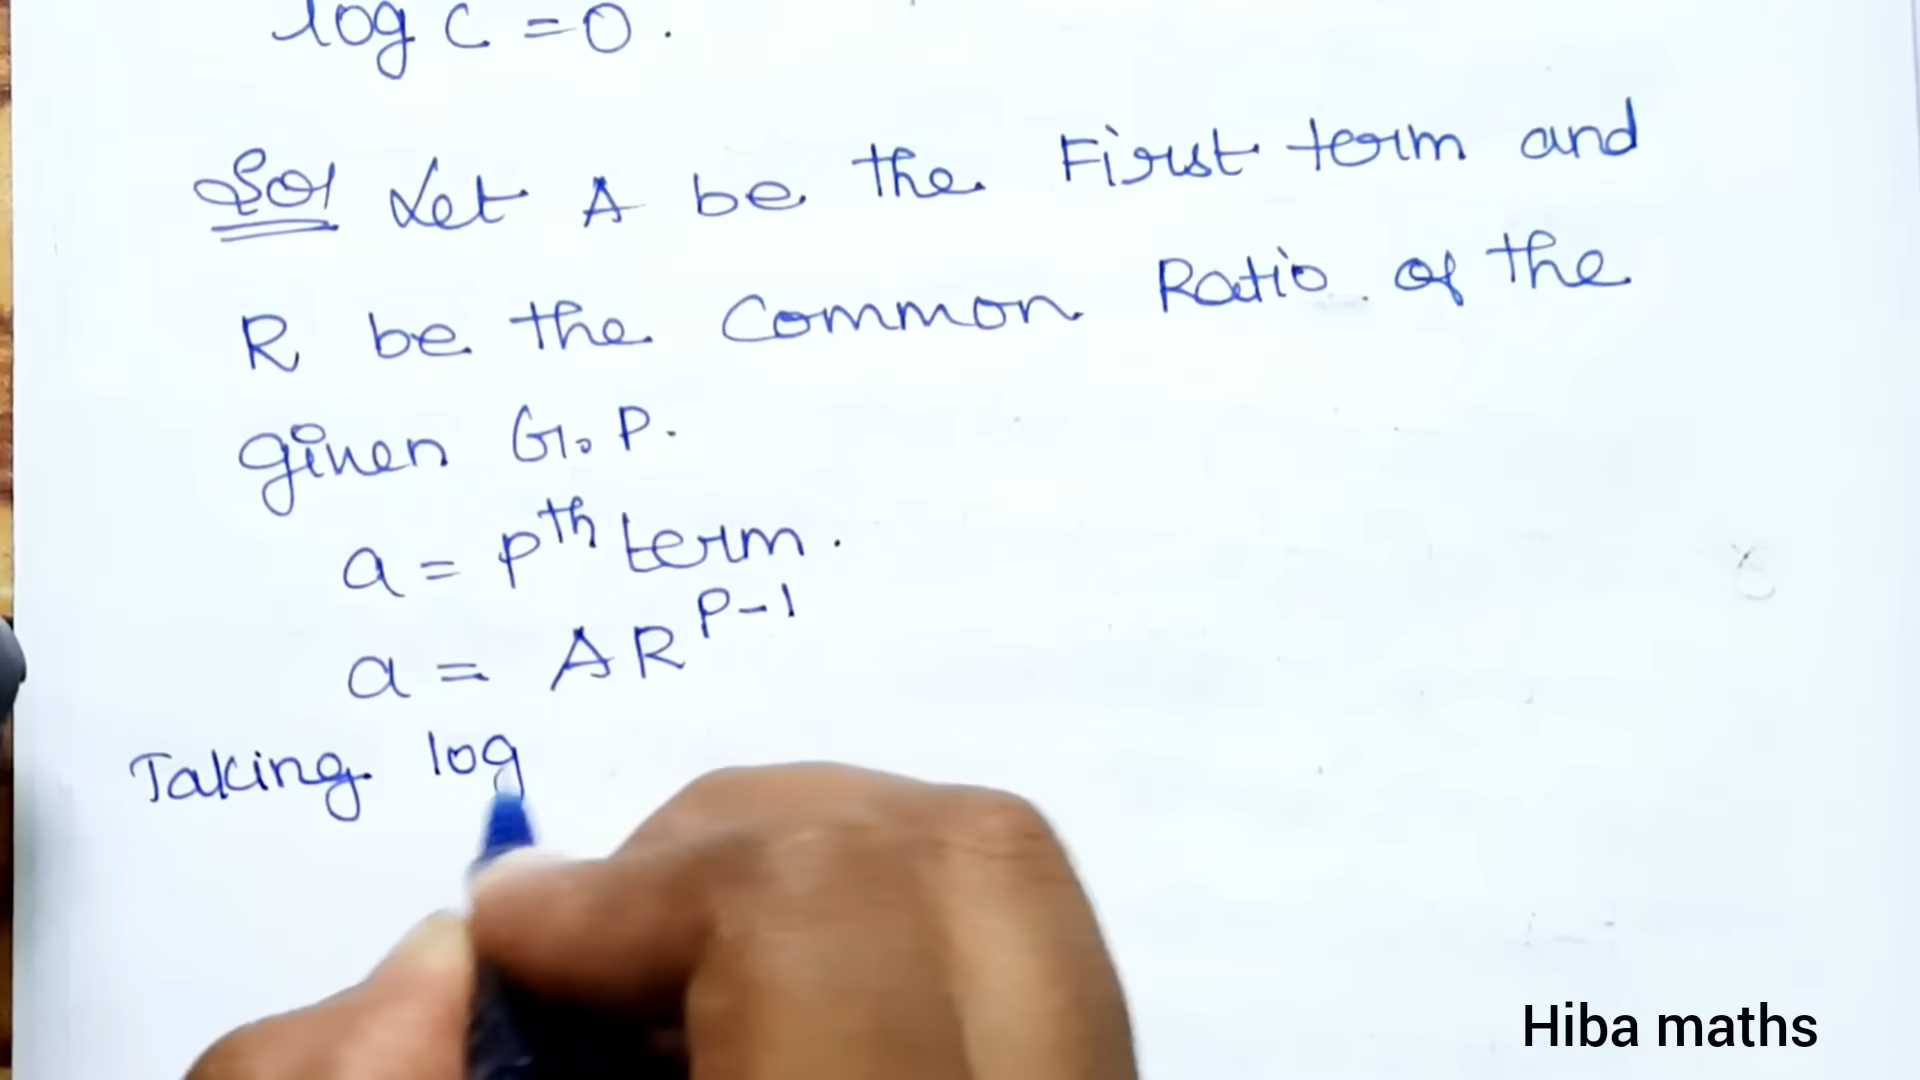 log c = 0.
Sol Let A be the First term and
R be the Common Ratio of the
given G.P.
a = pth term.
a = AR^P-1
Taking log
Hiba maths